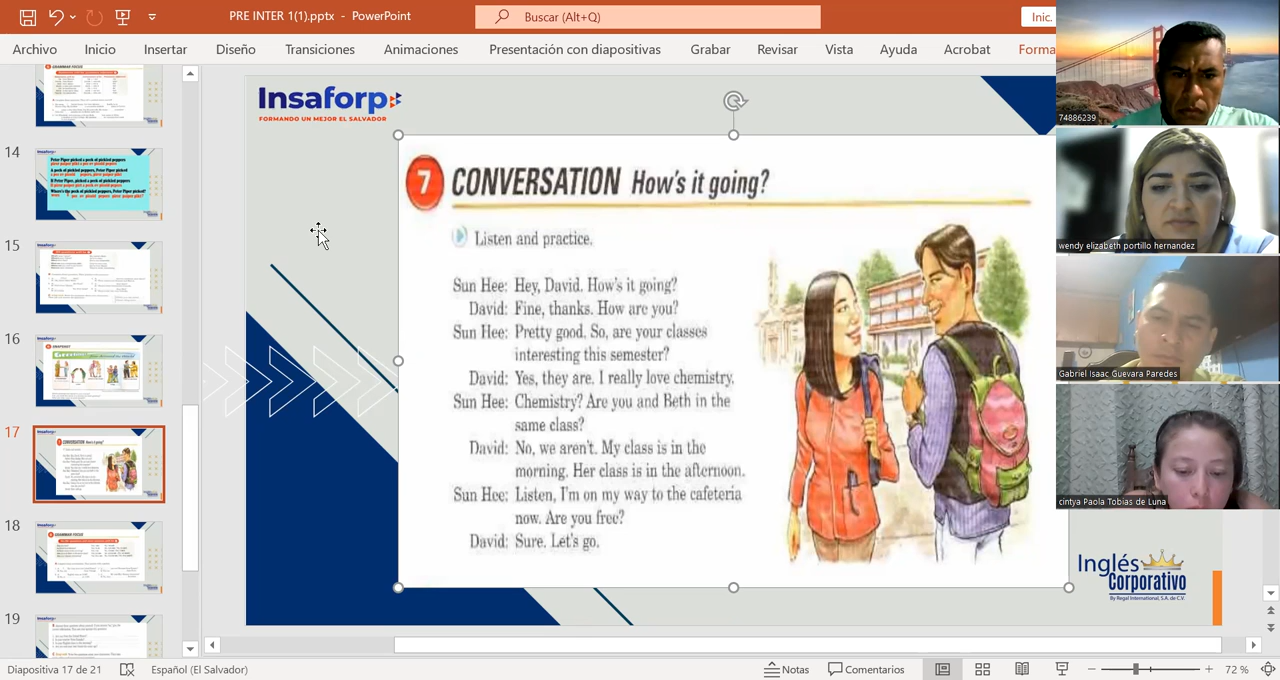 PRE INTER 1(1).pptx - PowerPoint
Buscar (Alt+Q)
Inic.
Archivo Inicio Insertar Diseño Transiciones Animaciones Presentación con diapositivas Grabar Revisar Vista Ayuda Acrobat Forma
74886239
wendy elizabeth portillo hernandez
Gabriel Isaac Guevara Paredes
cintya Paola Tobias de Luna
14
15
16
17
18
19
Insaforp
FORMANDO UN MEJOR EL SALVADOR
7 CONVERSATION How's it going?
Listen and practice.
Sun Hee: Hey, David. How's it going?
David: Fine, thanks. How are you?
Sun Hee: Pretty good. So, are your classes
interesting this semester?
David: Yes, they are. I really love chemistry.
Sun Hee: Chemistry? Are you and Beth in the
same class?
David: No, we aren't. My class is in the
morning. Her class is in the afternoon.
Sun Hee: Listen, I'm on my way to the cafeteria
now. Are you free?
David: Sure. Let's go.
Inglés
Corporativo
By Regal International, S.A. de C.V.
Diapositiva 17 de 21
Español (El Salvador)
Notas
Comentarios
72 %